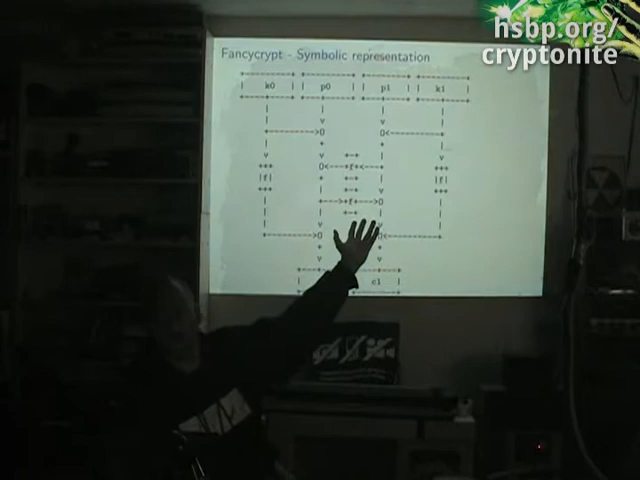 hsbp.org/
cryptonite
Fancycrypt - Symbolic representation
k0 p0 p1 k1
f
f f
f
c1